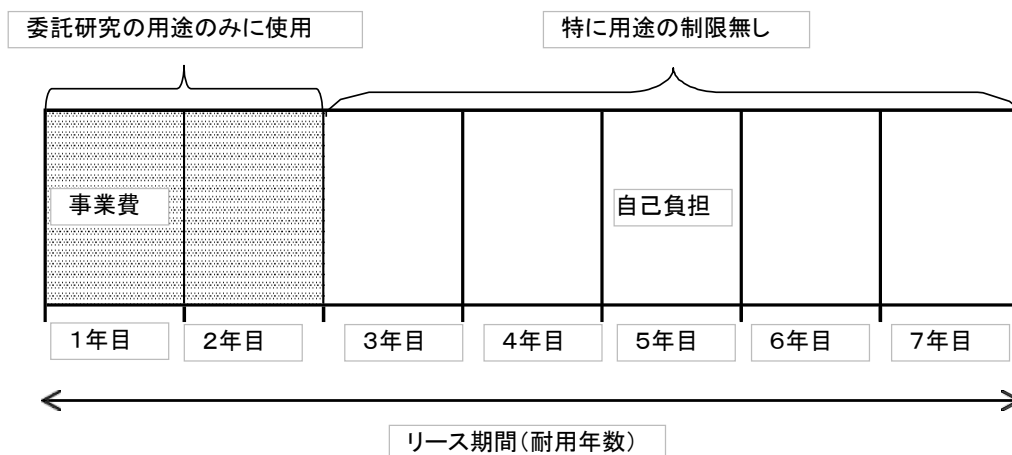 委託研究の用途のみに使用
特に用途の制限無し
事業費
自己負担
1年目
2年目
3年目
4年目
5年目
6年目
7年目
リース期間(耐用年数)